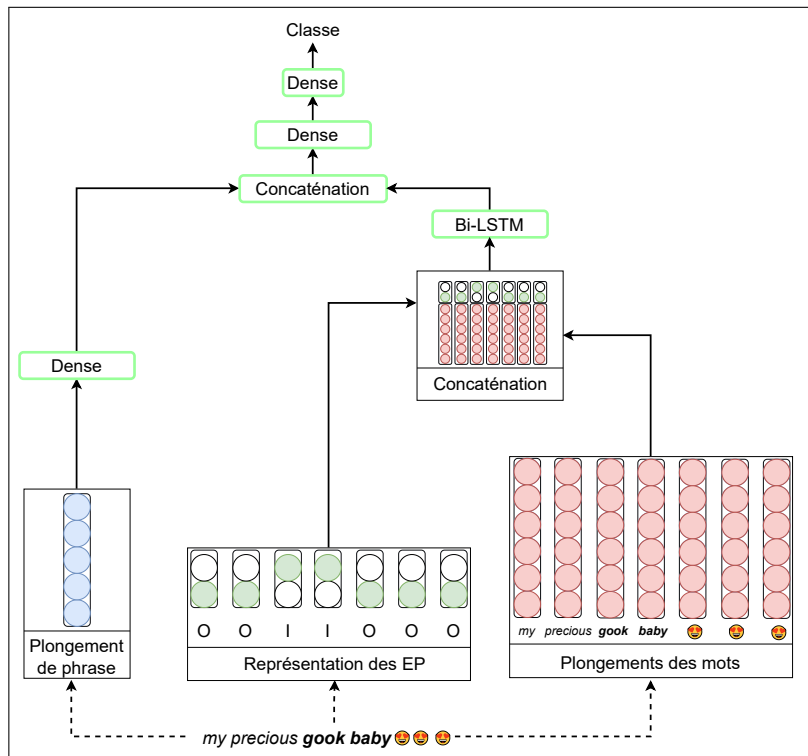 Classe
Dense
Dense
Concaténation
Bi-LSTM
Dense
Concaténation
Plongement
de phrase
O O I I O O O
Représentation des EP
my precious gook baby 😍 😍 😍
Plongements des mots
my precious gook baby 😍😍 😍